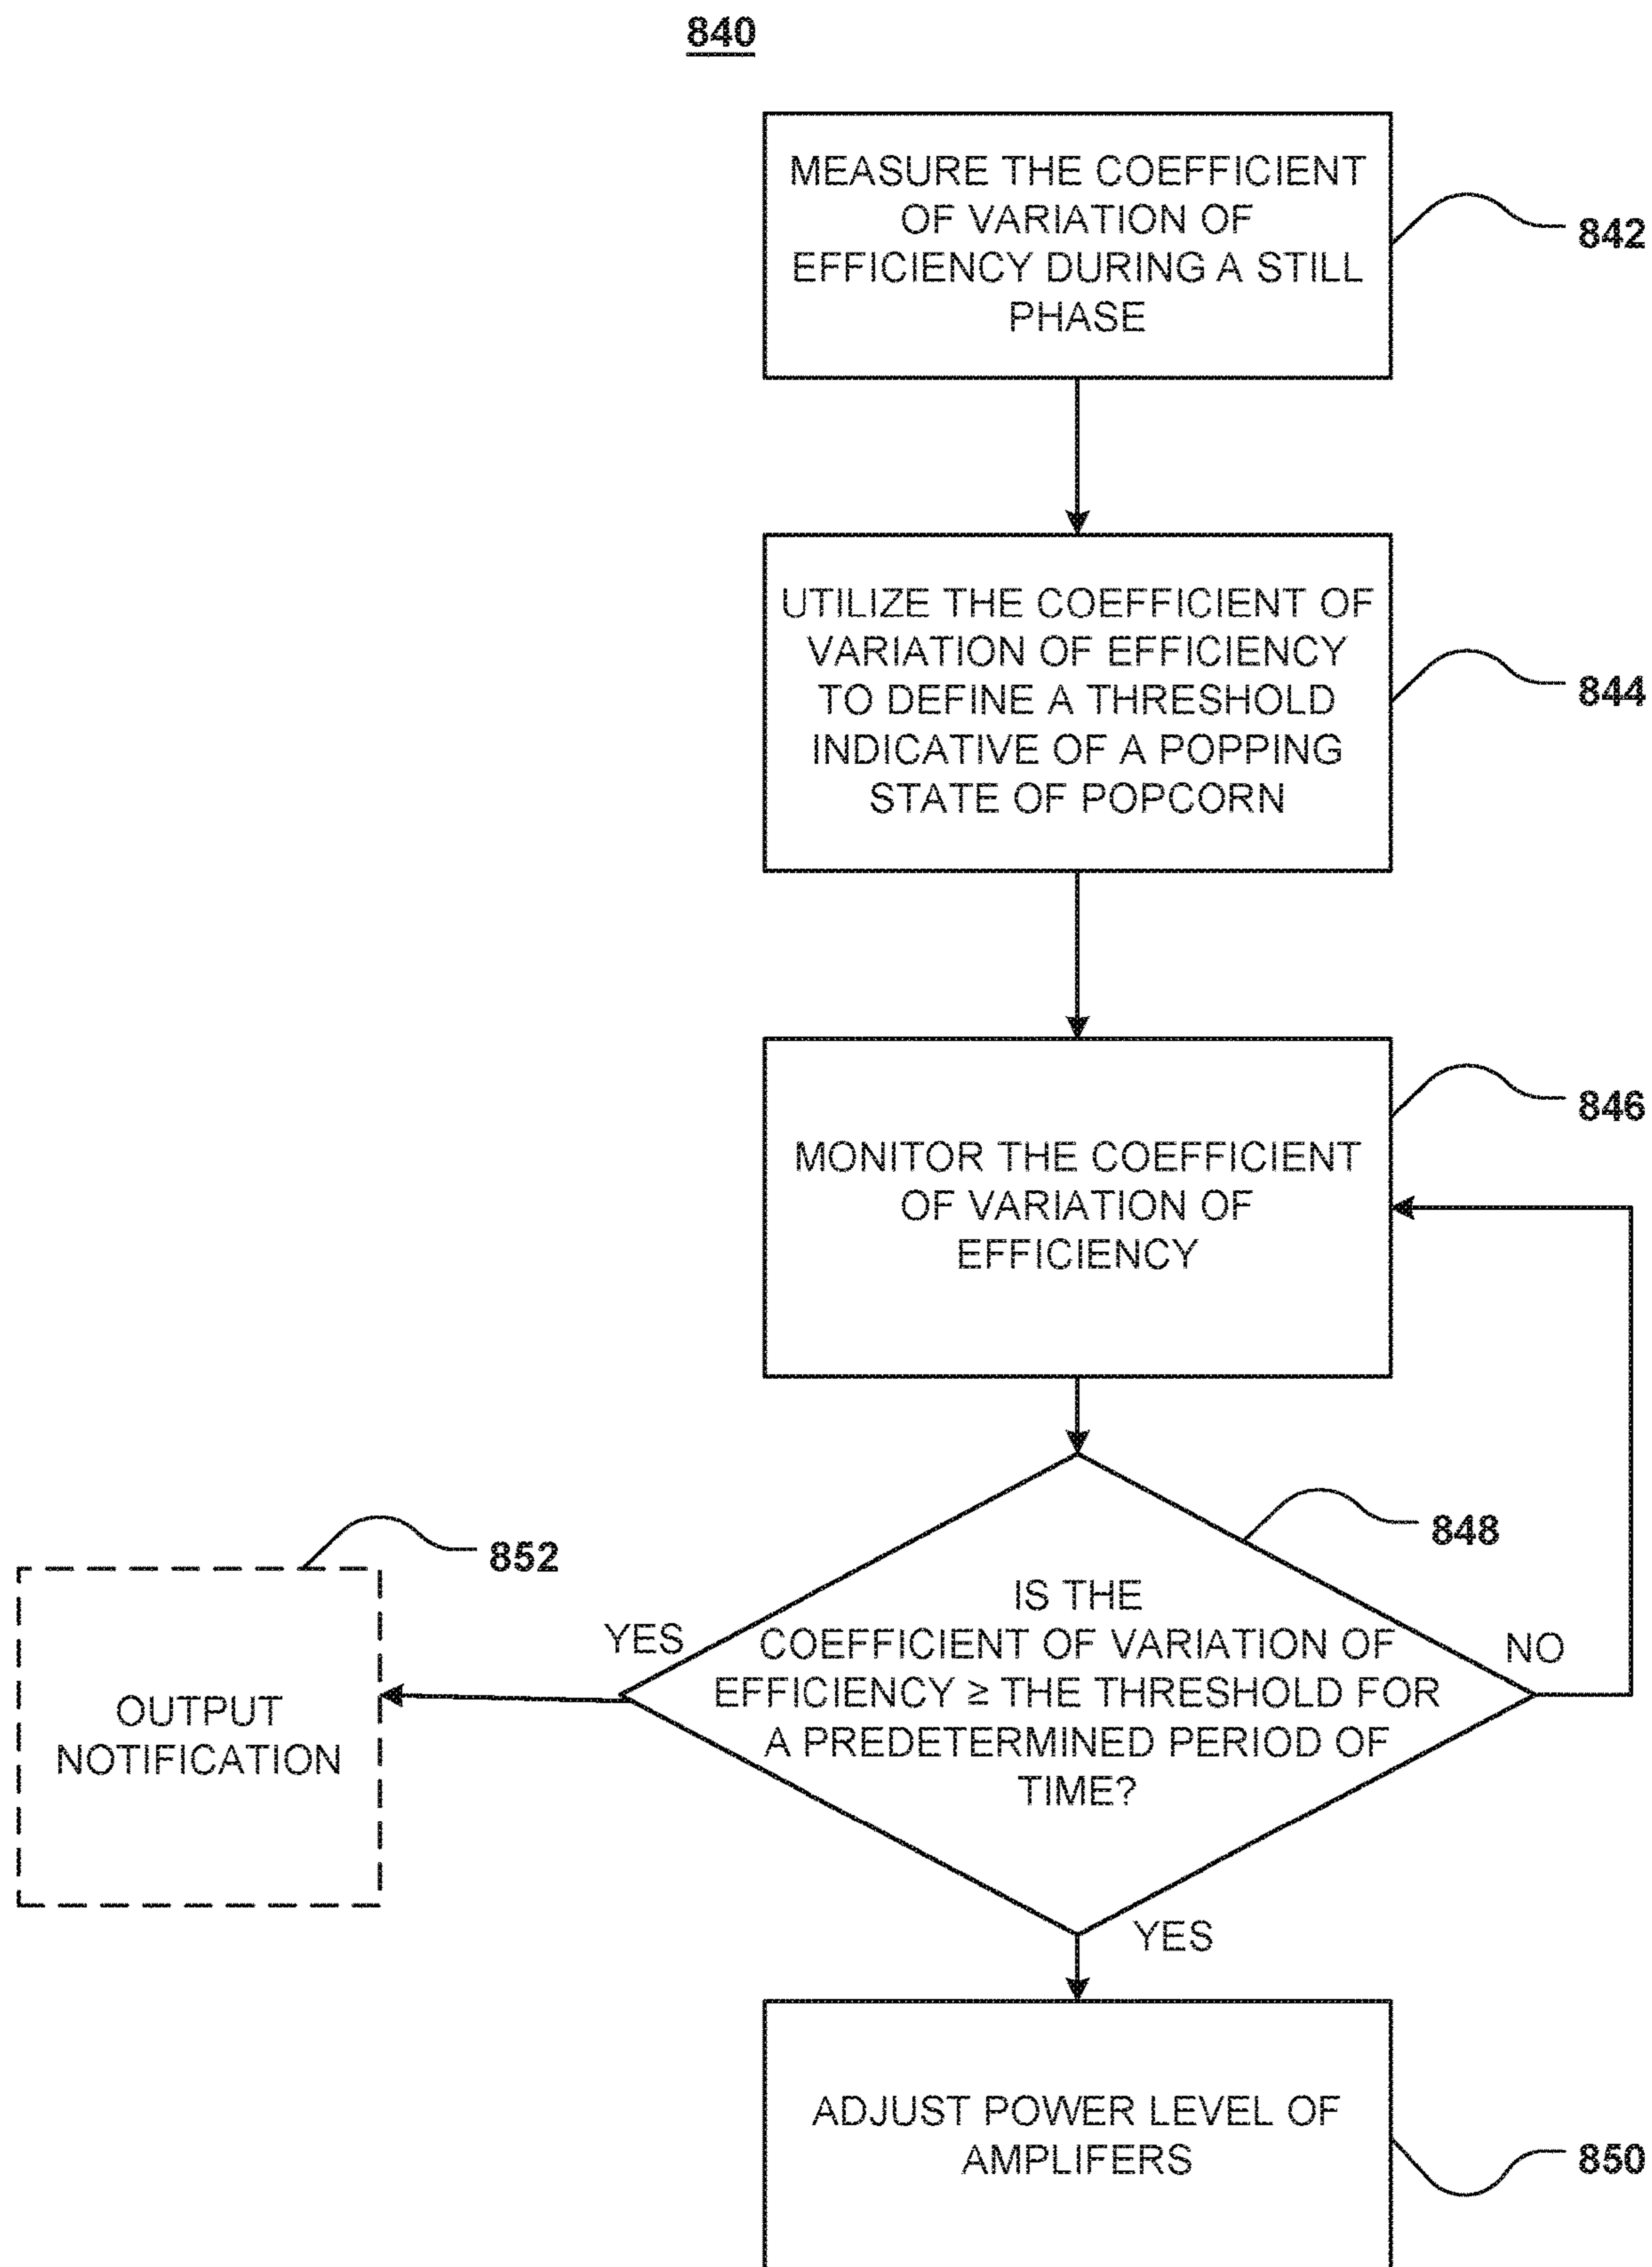 840
MEASURE THE COEFFICIENT
OF VARIATION OF
EFFICIENCY DURING A STILL
PHASE
842
UTILIZE THE COEFFICIENT OF
VARIATION OF EFFICIENCY
TO DEFINE A THRESHOLD
INDICATIVE OF A POPPING
STATE OF POPCORN
844
MONITOR THE COEFFICIENT
OF VARIATION OF
EFFICIENCY
846
IS THE
COEFFICIENT OF VARIATION OF
EFFICIENCY ≥ THE THRESHOLD FOR
A PREDETERMINED PERIOD OF
TIME?
848
YES
NO
852
OUTPUT
NOTIFICATION
YES
ADJUST POWER LEVEL OF
AMPLIFERS
850